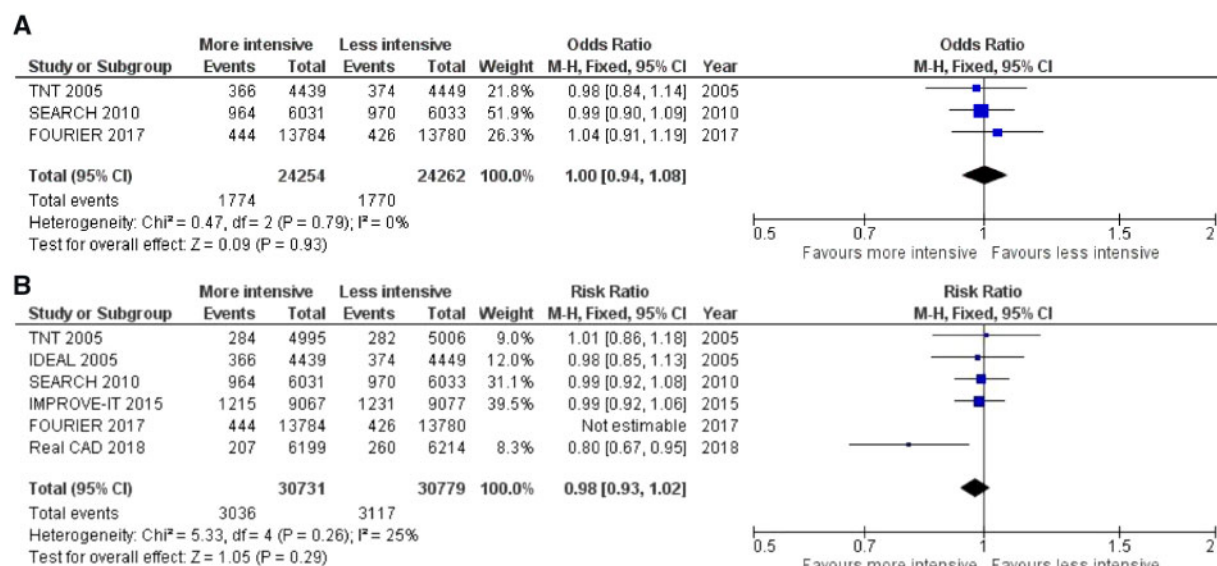 A
More intensive Less intensive Odds Ratio Odds Ratio
Study or Subgroup Events Total Events Total Weight M-H, Fixed, 95% CI Year M-H, Fixed, 95% CI
TNT 2005 366 4439 374 4449 21.8% 0.98 [0.84, 1.14] 2005
SEARCH 2010 964 6031 970 6033 51.9% 0.99 [0.90, 1.09] 2010
FOURIER 2017 444 13784 426 13780 26.3% 1.04 [0.91, 1.19] 2017
Total (95% CI) 24254 24262 100.0% 1.00 [0.94, 1.08]
Total events 1774 1770
Heterogeneity: Chi² = 0.47, df = 2 (P = 0.79); I² = 0%
Test for overall effect: Z = 0.09 (P = 0.93)
0.5 0.7 1 1.5 2
Favours more intensive Favours less intensive
B
More intensive Less intensive Risk Ratio Risk Ratio
Study or Subgroup Events Total Events Total Weight M-H, Fixed, 95% CI Year M-H, Fixed, 95% CI
TNT 2005 284 4995 282 5006 9.0% 1.01 [0.86, 1.18] 2005
IDEAL 2005 366 4439 374 4449 12.0% 0.98 [0.85, 1.13] 2005
SEARCH 2010 964 6031 970 6033 31.1% 0.99 [0.92, 1.08] 2010
IMPROVE-IT 2015 1215 9067 1231 9077 39.5% 0.99 [0.92, 1.06] 2015
FOURIER 2017 444 13784 426 13780 Not estimable 2017
Real CAD 2018 207 6199 260 6214 8.3% 0.80 [0.67, 0.95] 2018
Total (95% CI) 30731 30779 100.0% 0.98 [0.93, 1.02]
Total events 3036 3117
Heterogeneity: Chi² = 5.33, df = 4 (P = 0.26); I² = 25%
Test for overall effect: Z = 1.05 (P = 0.29)
0.5 0.7 1 1.5 2
Favours more intensive Favours less intensive